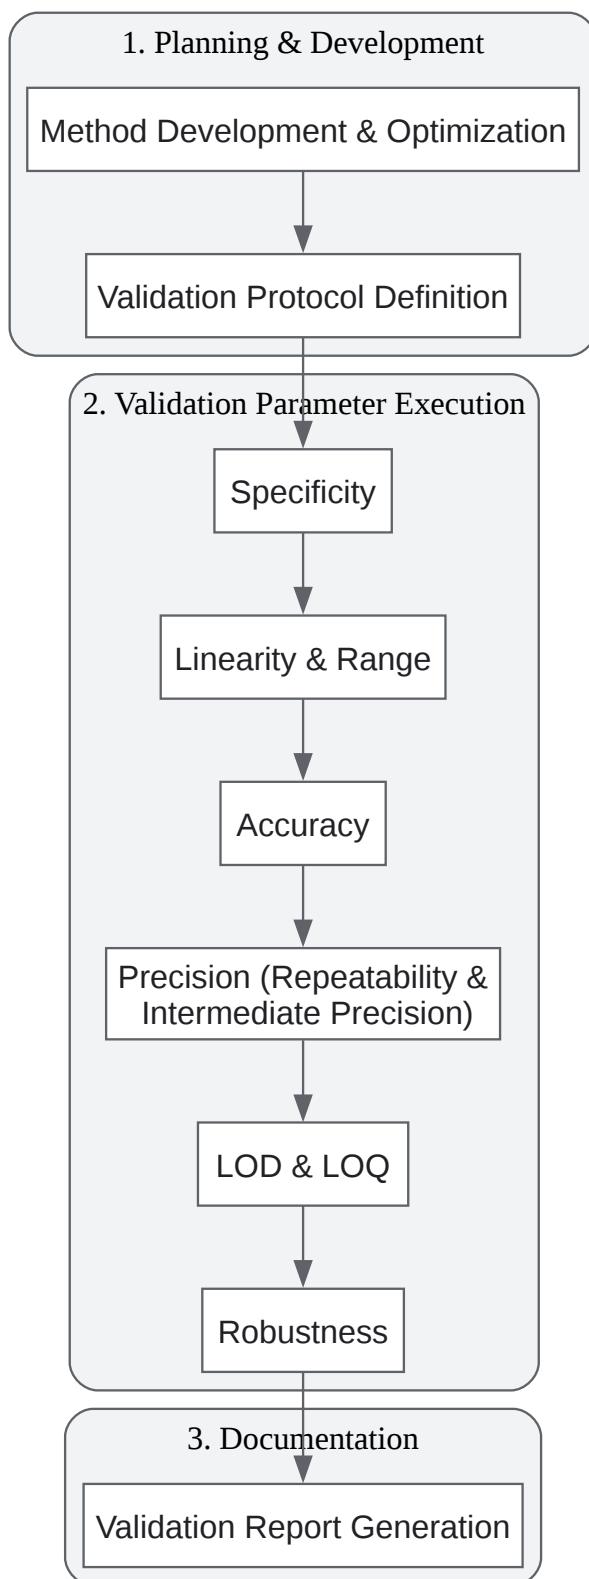 1. Planning & Development
Method Development & Optimization
Validation Protocol Definition
2. Validation Parameter Execution
Specificity
Linearity & Range
Accuracy
Precision (Repeatability &
Intermediate Precision)
LOD & LOQ
Robustness
3. Documentation
Validation Report Generation